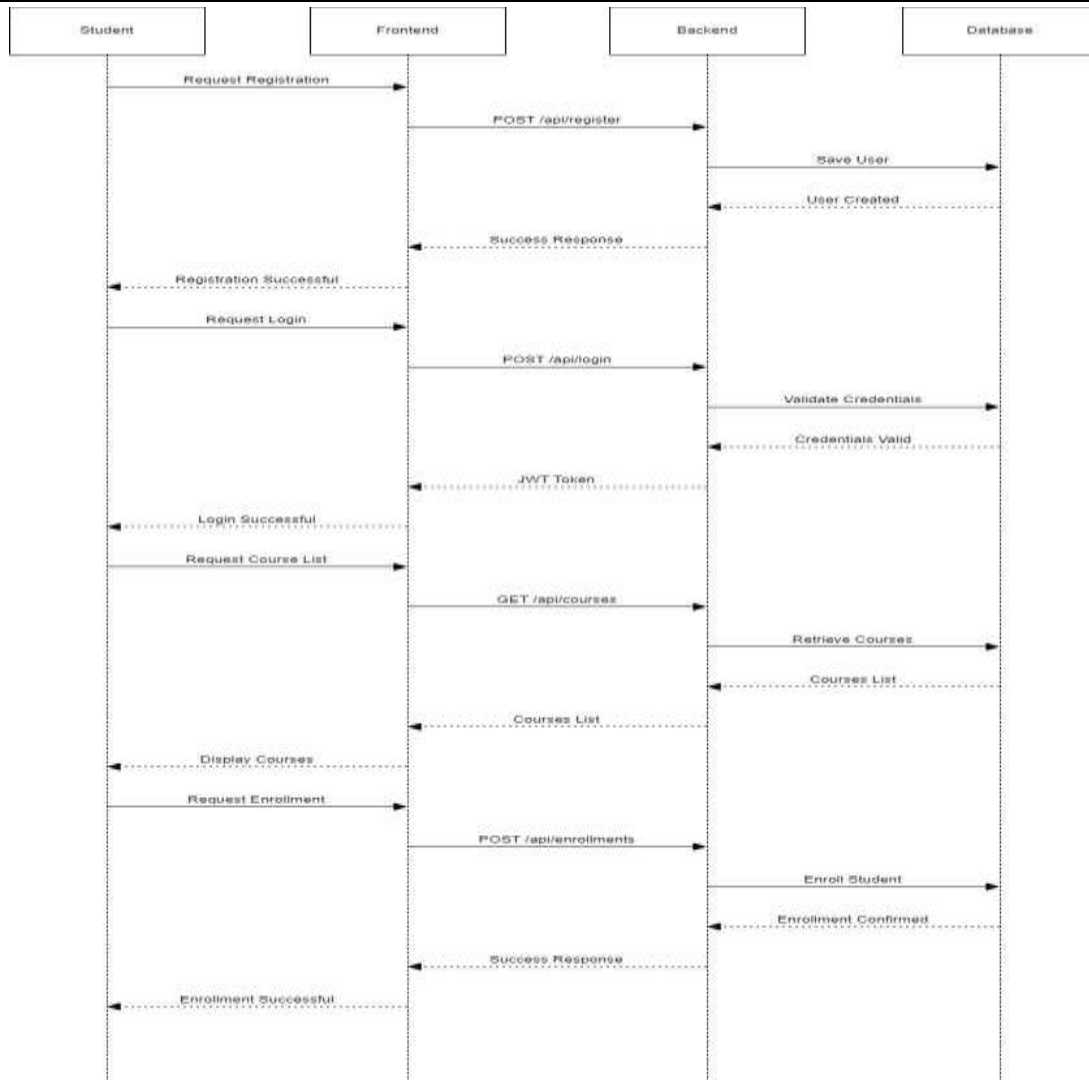 Student
Frontend
Backend
Database
Request Registration
POST /api/register
Save User
User Created
Success Response
Registration Successful
Request Login
POST /api/login
Validate Credentials
Credentials Valid
JWT Token
Login Successful
Request Course List
GET /api/courses
Retrieve Courses
Courses List
Courses List
Display Courses
Request Enrollment
POST /api/enrollments
Enroll Student
Enrollment Confirmed
Success Response
Enrollment Successful